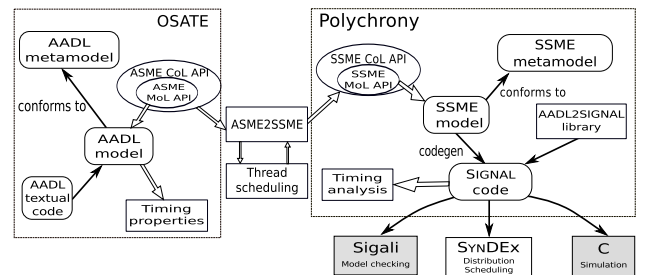 OSATE
AADL
metamodel
ASME CoL API
ASME
MoL API
conforms to
AADL
model
AADL
textual
code
Timing
properties
ASME2SSME
Thread
scheduling
Polychrony
SSME CoL API
SSME
MoL API
SSME
metamodel
conforms to
SSME
model
AADL2SIGNAL
library
codegen
Timing
analysis
SIGNAL
code
Sigali
Model checking
SYNDEx
Distribution
Scheduling
C
Simulation